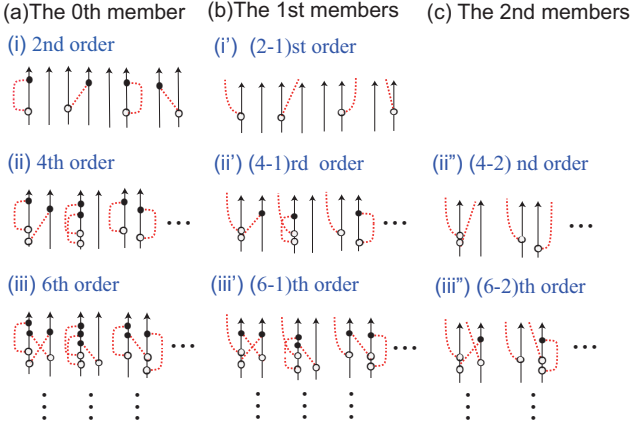 (a)The 0th member (b)The 1st members (c) The 2nd members
(i) 2nd order (i') (2-1)st order
(ii) 4th order (ii') (4-1)rd order (ii'') (4-2) nd order
(iii) 6th order (iii') (6-1)th order (iii'') (6-2)th order